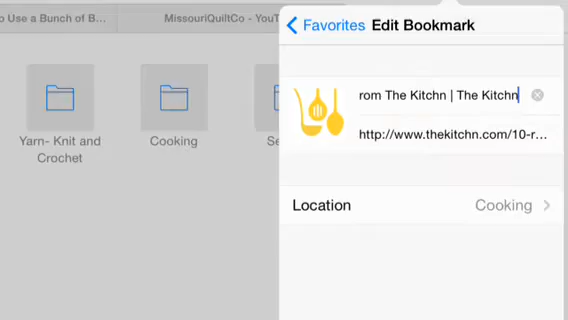 o Use a Bunch of B...
MissouriQuiltCo - YouT
Favorites
Edit Bookmark
rom The Kitchn | The Kitchn
http://www.thekitchn.com/10-r...
Yarn- Knit and
Crochet
Cooking
Se
Location
Cooking